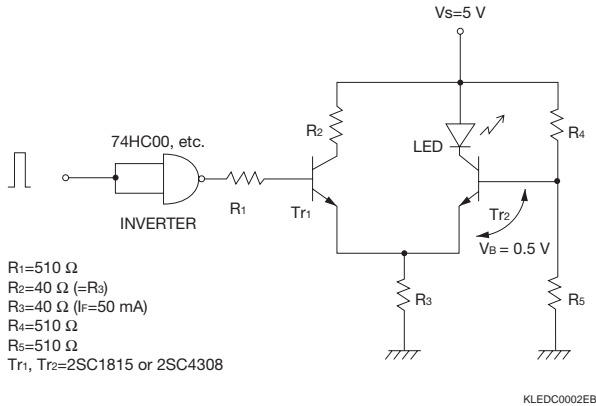 Vs=5 V
R2
LED
R4
74HC00, etc.
INVERTER
R1
Tr1
Tr2
VB = 0.5 V
R3
R5
R1=510 Ω
R2=40 Ω (=R3)
R3=40 Ω (IF=50 mA)
R4=510 Ω
R5=510 Ω
Tr1, Tr2=2SC1815 or 2SC4308
KLEDC0002EB